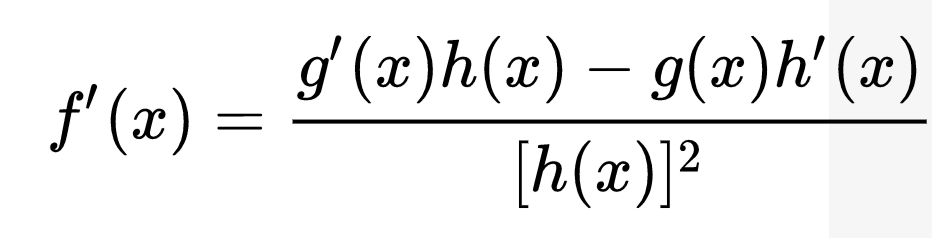 f′(x) = \frac{g′(x)h(x) − g(x)h′(x)}{[h(x)]²}